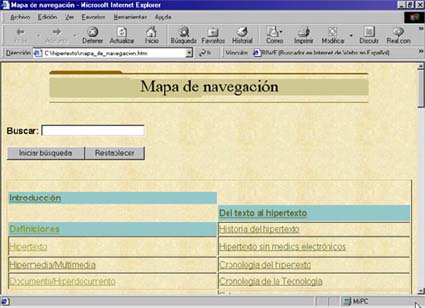 Mapa de navegación - Microsoft Internet Explorer
Archivo Edición Ver Favoritos Herramientas Ayuda
Atrás Adelante Detener Actualizar Inicio Búsqueda Favoritos Historial Correo Imprimir Modificar Discutir Real.com
Dirección C:\hipertexto\mapa_de_navegacion.htm Ir Vínculos BIWE (Buscador en Internet de Webs en Español)
Mapa de navegación
Buscar:
Iniciar búsqueda Restablecer
Introducción
Del texto al hipertexto
Definiciones Historia del hipertexto
Hipertexto Hipertexto sin medios electrónicos
Hipermedia/Multimedia Cronología del hipertexto
Documento/Hiperdocumento Cronología de la Tecnología
Mi PC